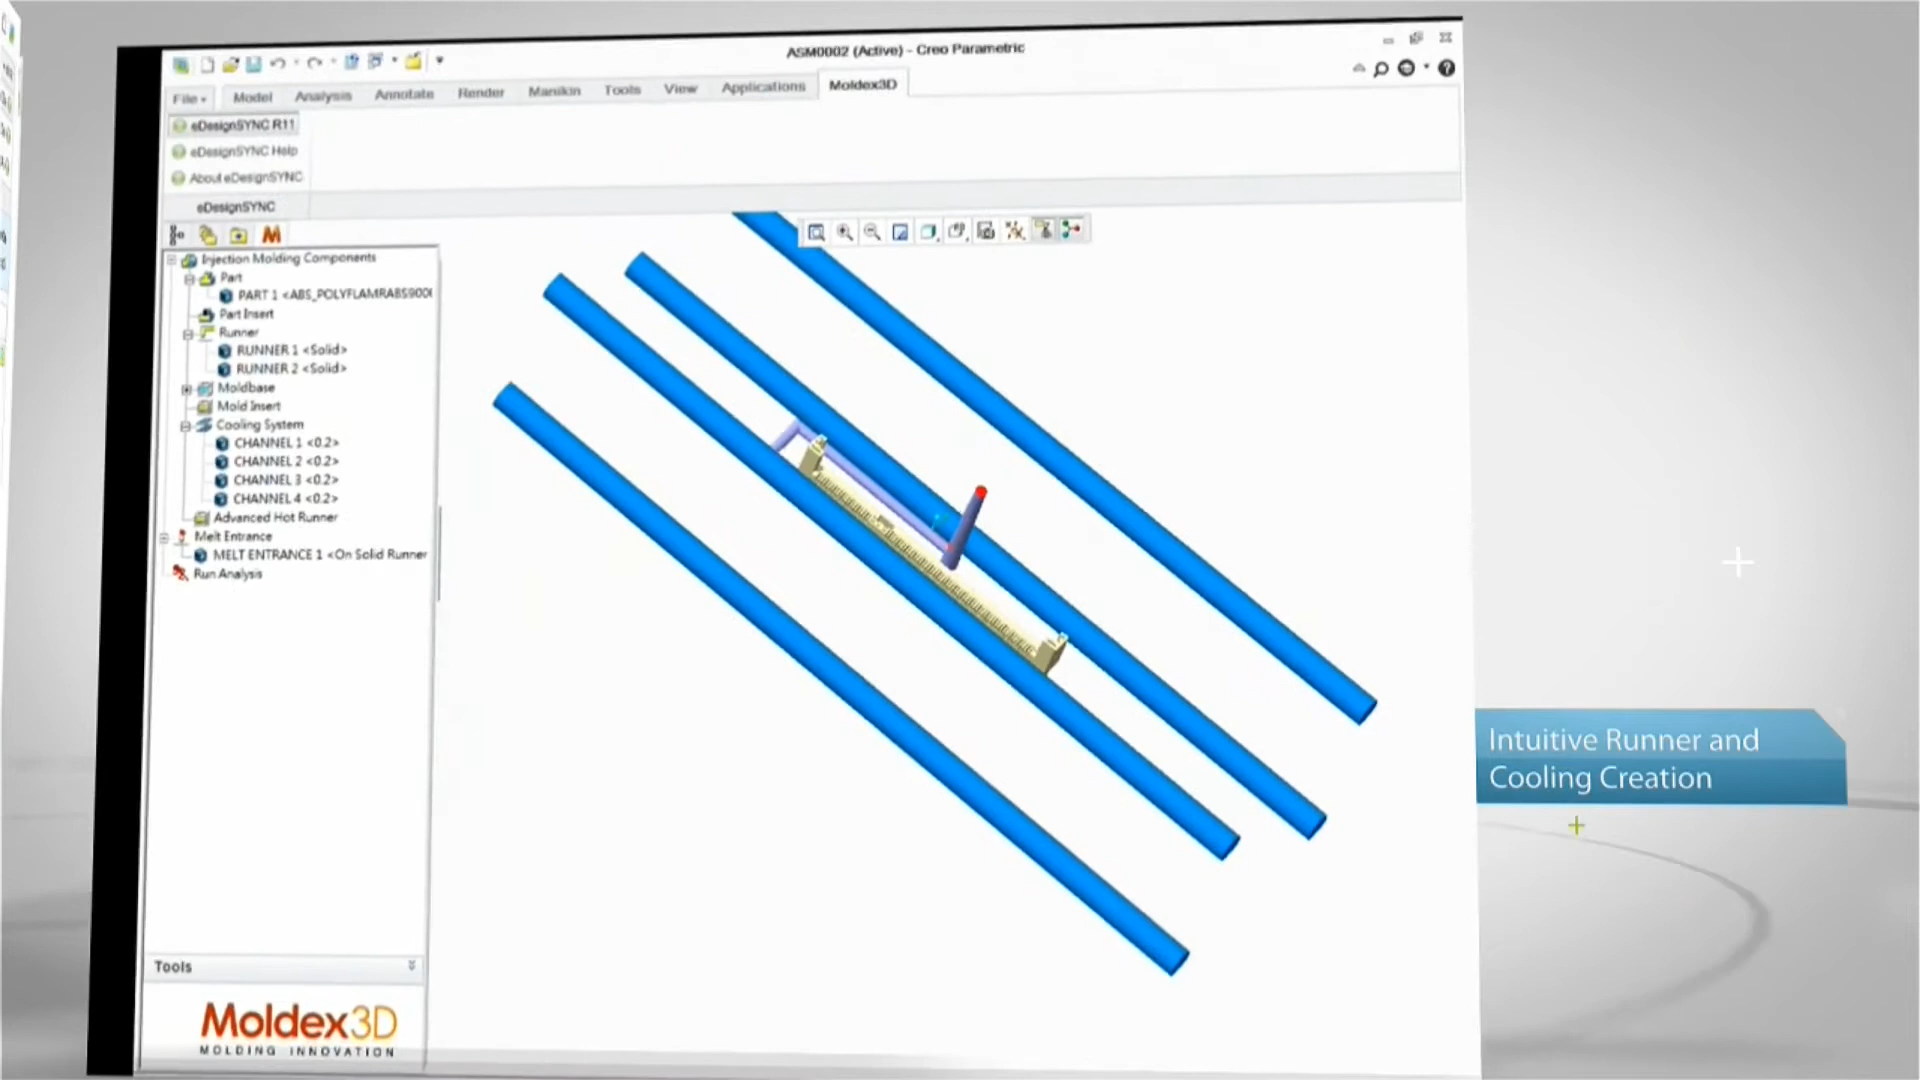 ASM0002 (Active) - Creo Parametric
File
Model
Analysis
Annotate
Render
Manikin
Tools
View
Applications
Moldex3D
eDesignSYNC R11
eDesignSYNC Help
About eDesignSYNC
eDesignSYNC
Injection Molding Components
Part
PART 1 <ABS_POLYFLAMRABS900
Part Insert
Runner
RUNNER 1 <Solid>
RUNNER 2 <Solid>
Moldbase
Mold Insert
Cooling System
CHANNEL 1 <0.2>
CHANNEL 2 <0.2>
CHANNEL 3 <0.2>
CHANNEL 4 <0.2>
Advanced Hot Runner
Melt Entrance
MELT ENTRANCE 1 <On Solid Runner
Run Analysis
Intuitive Runner and
Cooling Creation
Tools
Moldex3D
MOLDING INNOVATION